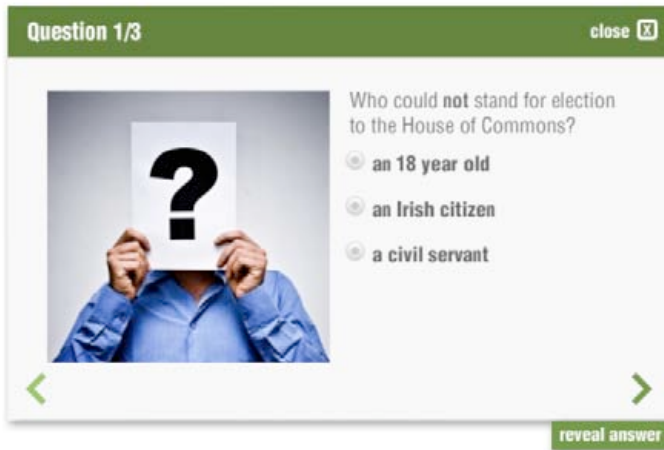 Question 1/3
close X
?
Who could not stand for election
to the House of Commons?
an 18 year old
an Irish citizen
a civil servant
reveal answer